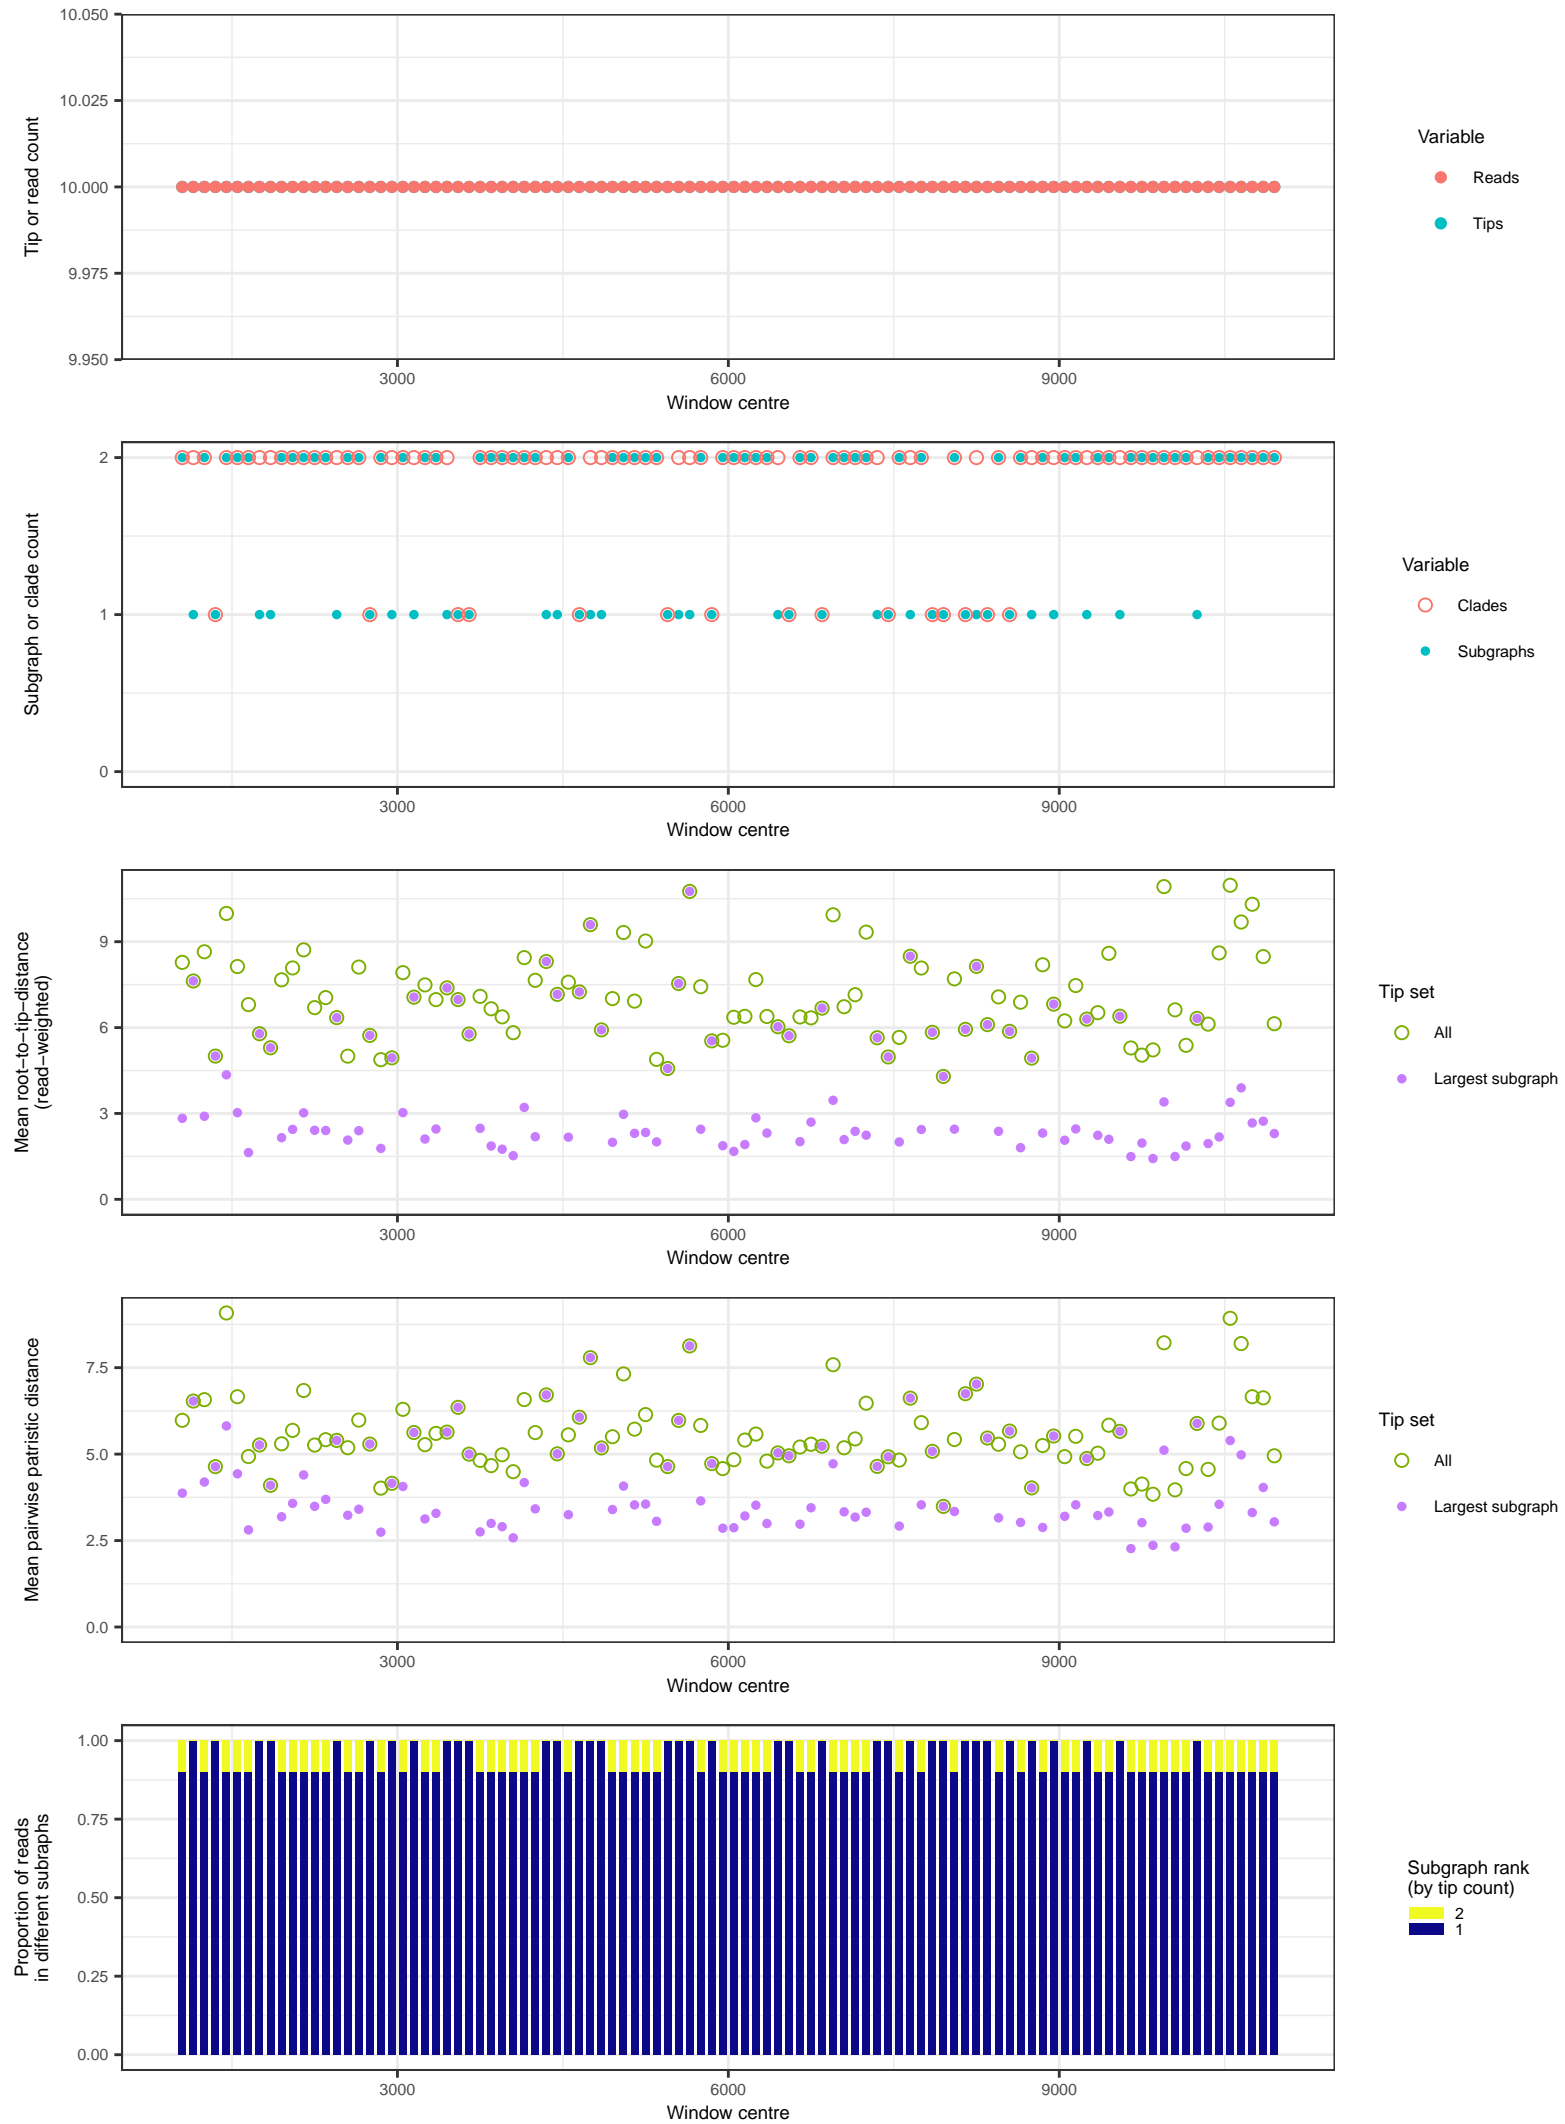 10.050
10.025
10.000
9.975
9.950
Tip or read count
3000
6000
9000
Window centre
Variable
Reads
Tips
2
1
0
Subgraph or clade count
3000
6000
9000
Window centre
Variable
Clades
Subgraphs
9
6
3
0
Mean root−to−tip−distance
(read−weighted)
3000
6000
9000
Window centre
Tip set
All
Largest subgraph
7.5
5.0
2.5
0.0
Mean pairwise patristic distance
3000
6000
9000
Window centre
Tip set
All
Largest subgraph
1.00
0.75
0.50
0.25
0.00
Proportion of reads
in different subraphs
3000
6000
9000
Window centre
Subgraph rank
(by tip count)
2
1